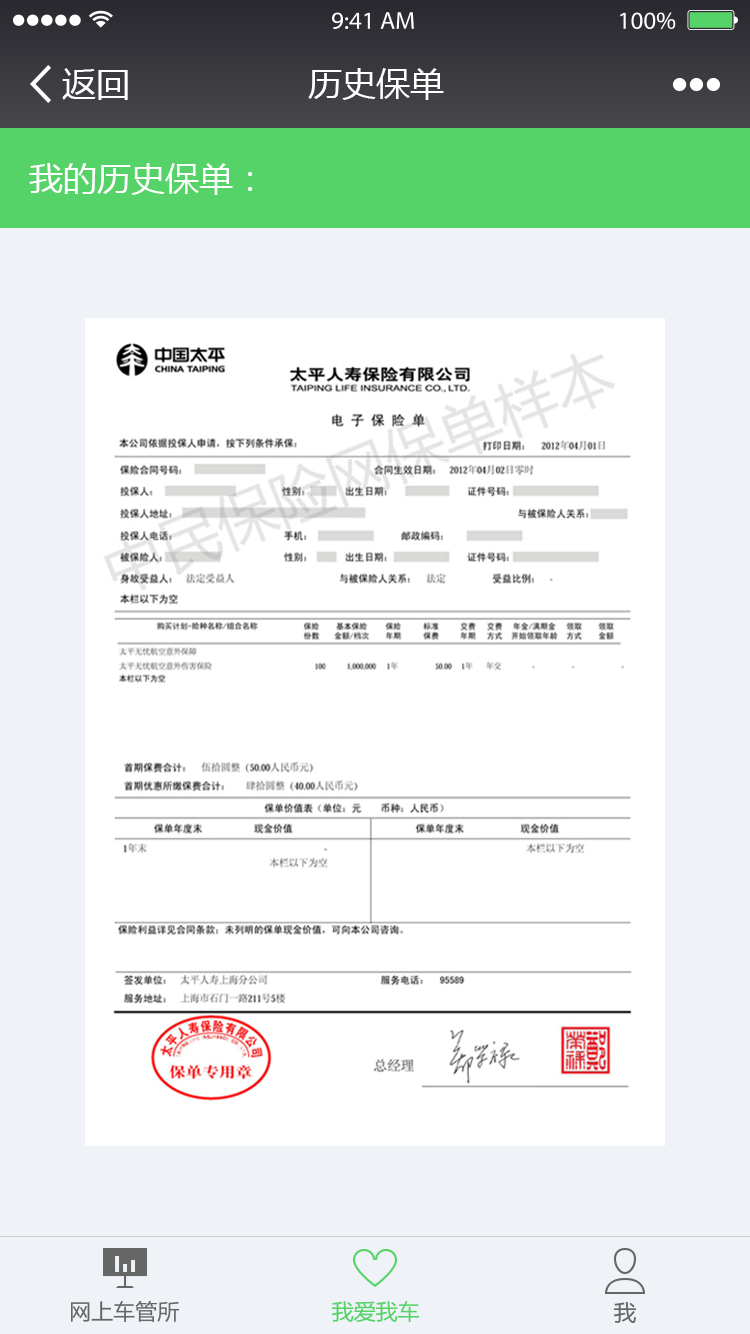 9:41 AM 100%
返回 历史保单
我的历史保单：
中国太平
CHINA TAIPING
太平人寿保险有限公司
TAIPING LIFE INSURANCE CO.,LTD.
电子保险单
本公司依据投保人申请，按下列条件承保： 打印日期： 2012年04月01日
保险合同号码： 合同生效日期： 2012年04月02日零时
投保人： 性别： 出生日期： 证件号码：
投保人地址： 与被保险人关系：
投保人电话： 手机： 邮政编码：
被保险人： 性别： 出生日期： 证件号码：
身故受益人： 法定受益人 与被保险人关系： 法定 受益比例： -
本栏以下为空
中民保险网保单样本
购买计划-险种名称/组合名称 保险份数 基本保险金额/档次 保险年期 标准保费 交费年期 交费方式 年金/满期金开始领取年龄 领取方式 领取金额
太平无忧航空意外保障
太平无忧航空意外伤害保险 100 1,000,000 1年 50.00 1年 年交 - - -
本栏以下为空
首期保费合计： 伍拾圆整（50.00人民币元）
首期优惠所缴保费合计： 肆拾圆整（40.00人民币元）
保单价值表（单位：元 币种：人民币）
保单年度末 现金价值 保单年度末 现金价值
1年末 - 本栏以下为空
本栏以下为空
保险利益详见合同条款；未列明的保单现金价值，可向本公司咨询。
签发单位： 太平人寿上海分公司 服务电话： 95589
服务地址： 上海市石门一路211号5楼
太平人寿保险有限公司
保单专用章
总经理
网上车管所 我爱我车 我